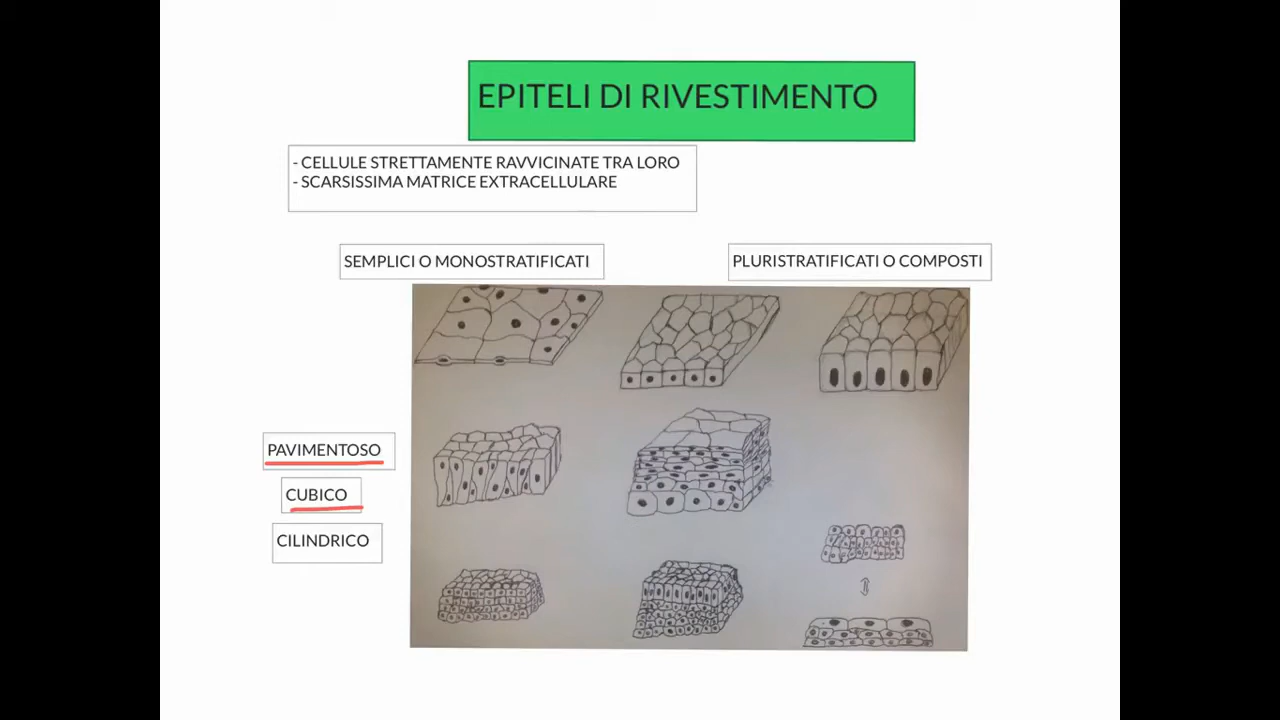 EPITELI DI RIVESTIMENTO
- CELLULE STRETTAMENTE RAVVICINATE TRA LORO
- SCARSISSIMA MATRICE EXTRACELLULARE
SEMPLICI O MONOSTRATIFICATI
PLURISTRATIFICATI O COMPOSTI
PAVIMENTOSO
CUBICO
CILINDRICO